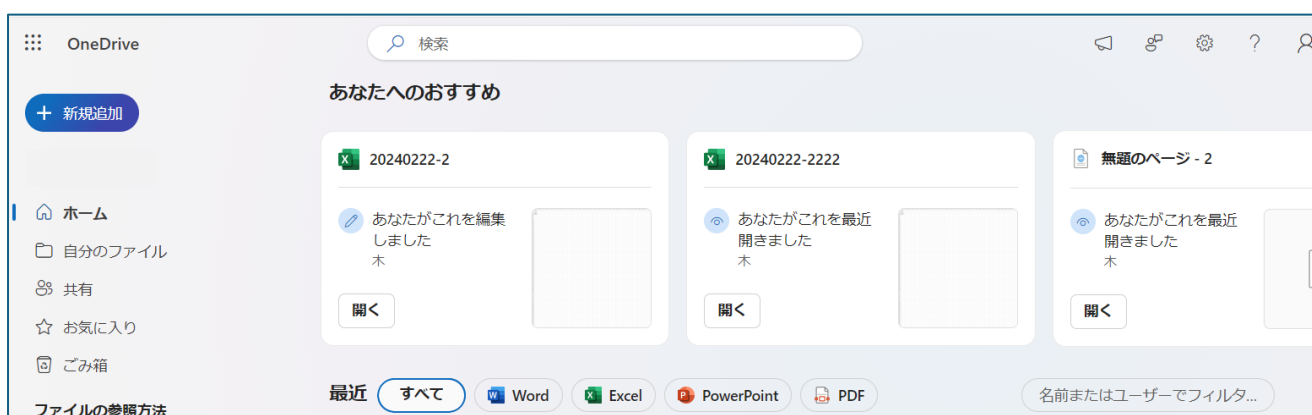 OneDrive
検索
新規追加
ホーム
自分のファイル
共有
お気に入り
ごみ箱
ファイルの参照方法
あなたへのおすすめ
20240222-2
あなたがこれを編集
しました
木
開く
20240222-2222
あなたがこれを最近
開きました
木
開く
無題のページ - 2
あなたがこれを最近
開きました
木
開く
最近 すべて Word Excel PowerPoint PDF 名前またはユーザーでフィルタ...